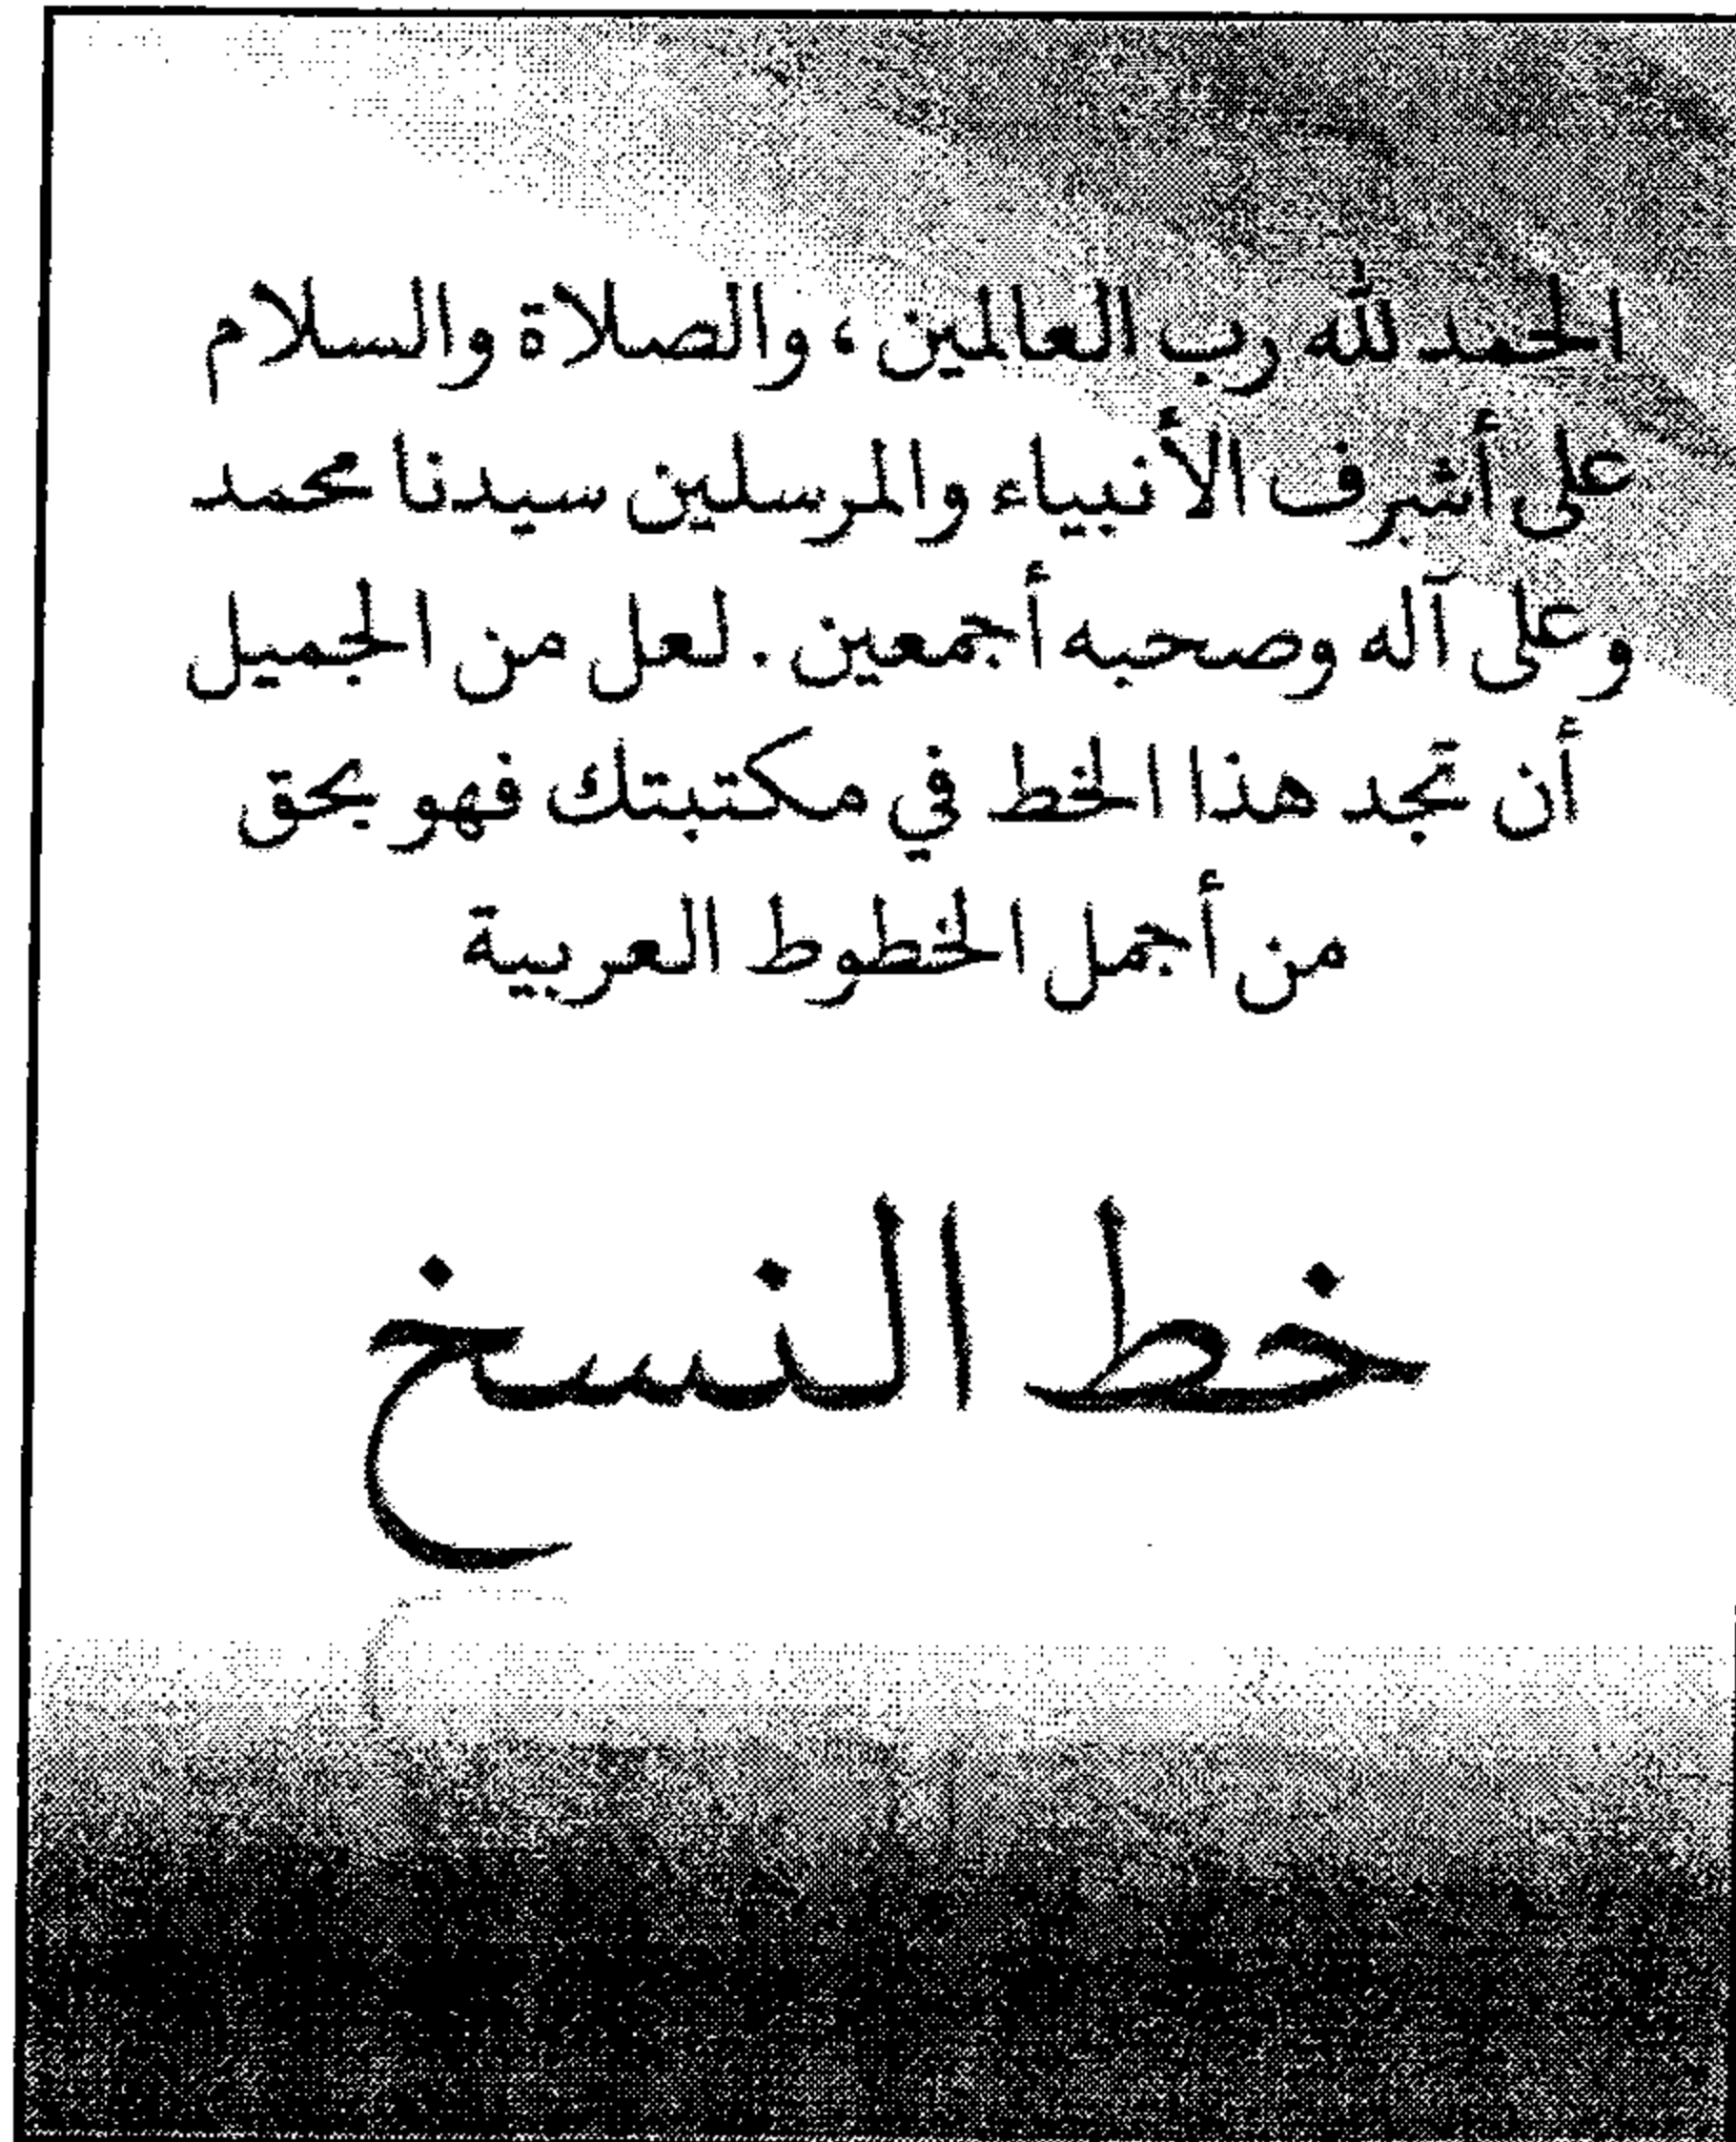 الحمد لله رب العالمين، والصلاة والسلام
على أشرف الأنبياء والمرسلين سيدنا محمد
وعلى آله وصحبه أجمعين. لعل من الجميل
أن تجد هذا الخط في مكتبتك فهو بحق
من أجمل الخطوط العربية
خط النسخ